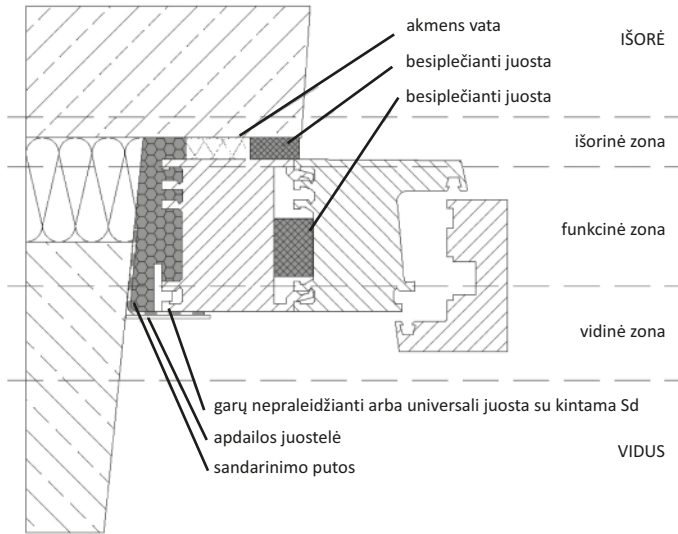 akmens vata
IŠORĖ
besiplečianti juosta
besiplečianti juosta
išorinė zona
funkcinė zona
vidinė zona
garų nepraleidžianti arba universali juosta su kintama Sd
apdailos juostelė
VIDUS
sandarinimo putos